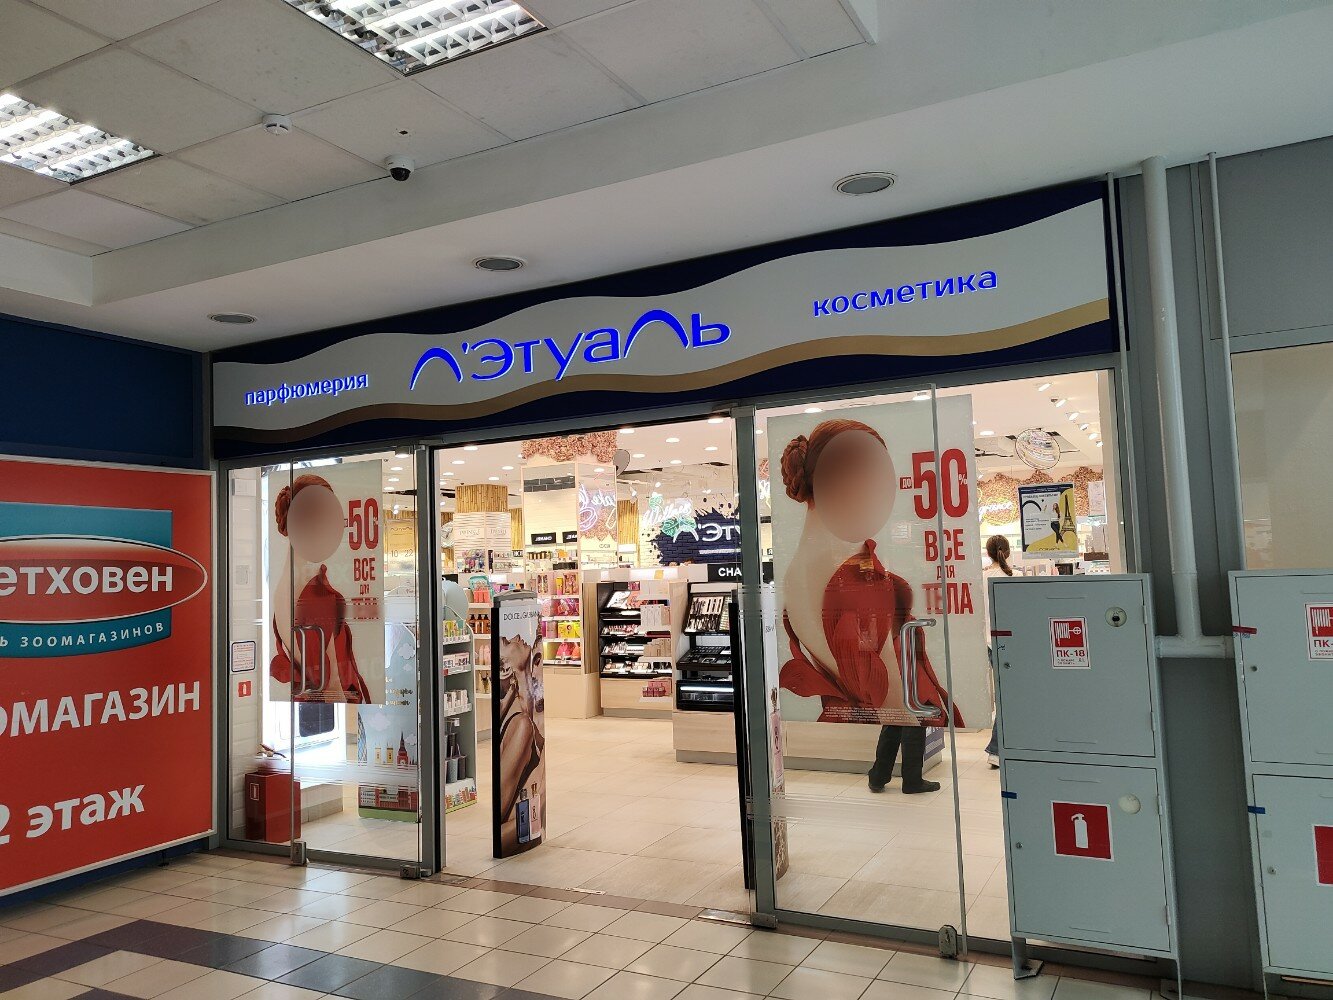 парфюмерия
Л'Этуаль
косметика
етховен
ь зоомагазинов
ОМАГАЗИН
2 этаж
50%
ВСЕ
ДЛЯ
ТЕЛА
ДО 50%
ВСЕ
ДЛЯ
ТЕЛА
DOLCE&GABBANA
CHA
Л'ЭТУ
ПК-18
ПК-